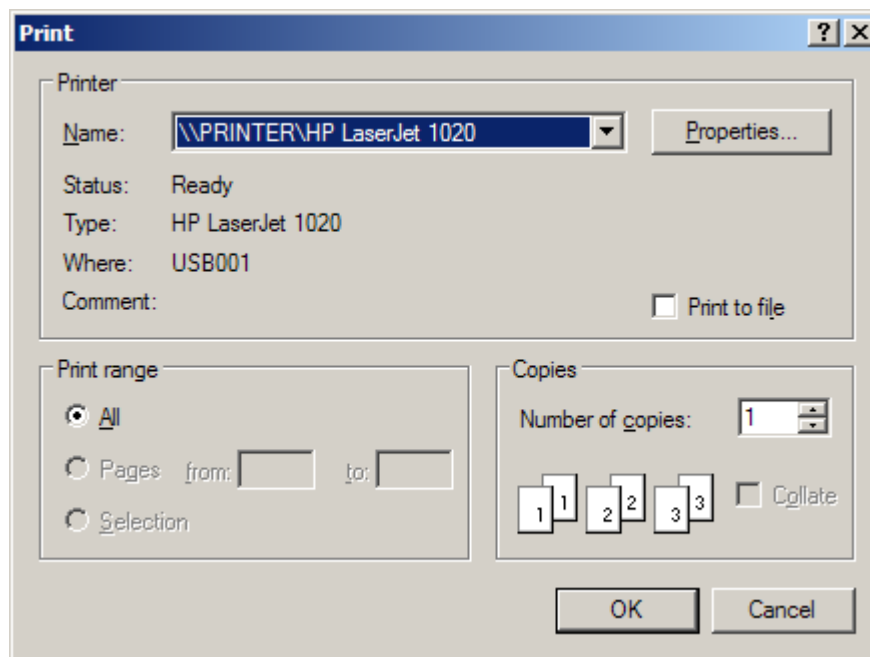 Print
Printer
Name: \\PRINTER\HP LaserJet 1020 Properties...
Status: Ready
Type: HP LaserJet 1020
Where: USB001
Comment: Print to file
Print range
All
Pages from: to:
Selection
Copies
Number of copies: 1
1 1 2 2 3 3 Collate
OK Cancel